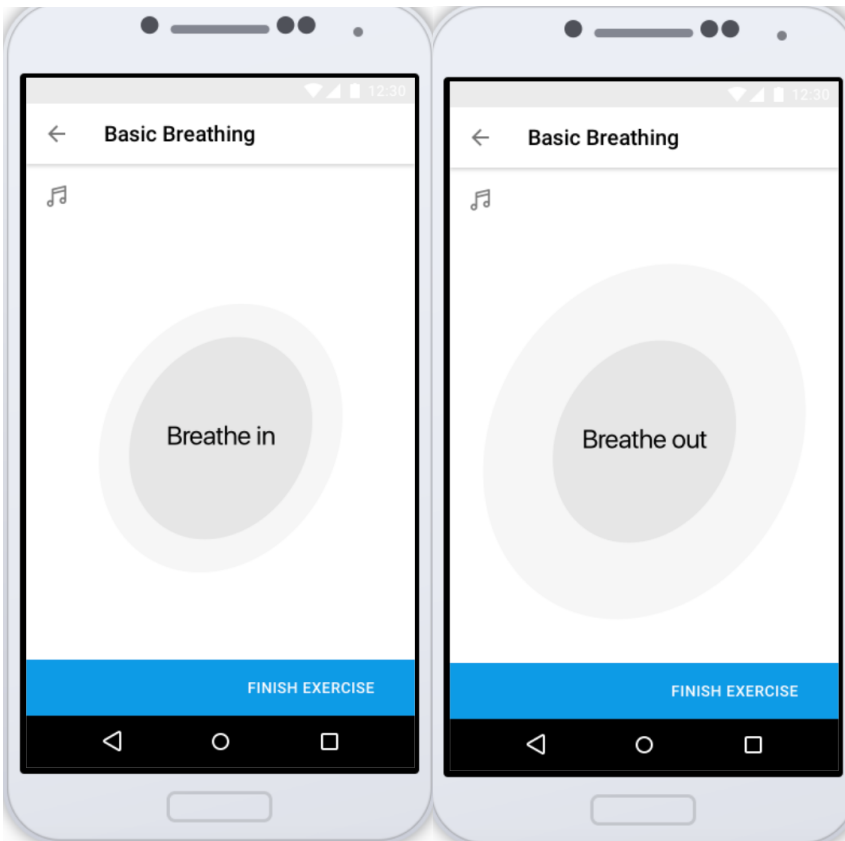 12:30
Basic Breathing
Breathe in
FINISH EXERCISE
12:30
Basic Breathing
Breathe out
FINISH EXERCISE